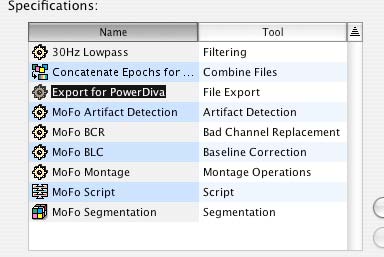 Specifications:
Name Tool
30Hz Lowpass Filtering
Concatenate Epochs for ... Combine Files
Export for PowerDiva File Export
MoFo Artifact Detection Artifact Detection
MoFo BCR Bad Channel Replacement
MoFo BLC Baseline Correction
MoFo Montage Montage Operations
MoFo Script Script
MoFo Segmentation Segmentation